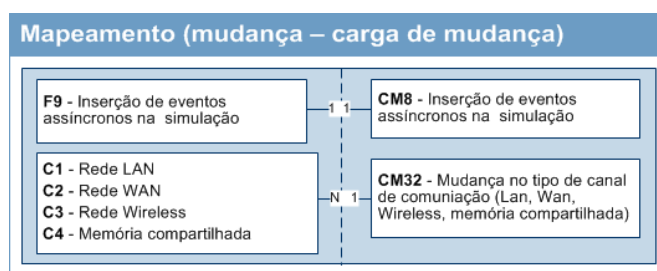 Mapeamento (mudança – carga de mudança)
F9 - Inserção de eventos
assíncronos na simulação
1 1
CM8 - Inserção de eventos
assíncronos na simulação
C1 - Rede LAN
C2 - Rede WAN
C3 - Rede Wireless
C4 - Memória compartilhada
N 1
CM32 - Mudança no tipo de canal
de comuniação (Lan, Wan,
Wireless, memória compartilhada)